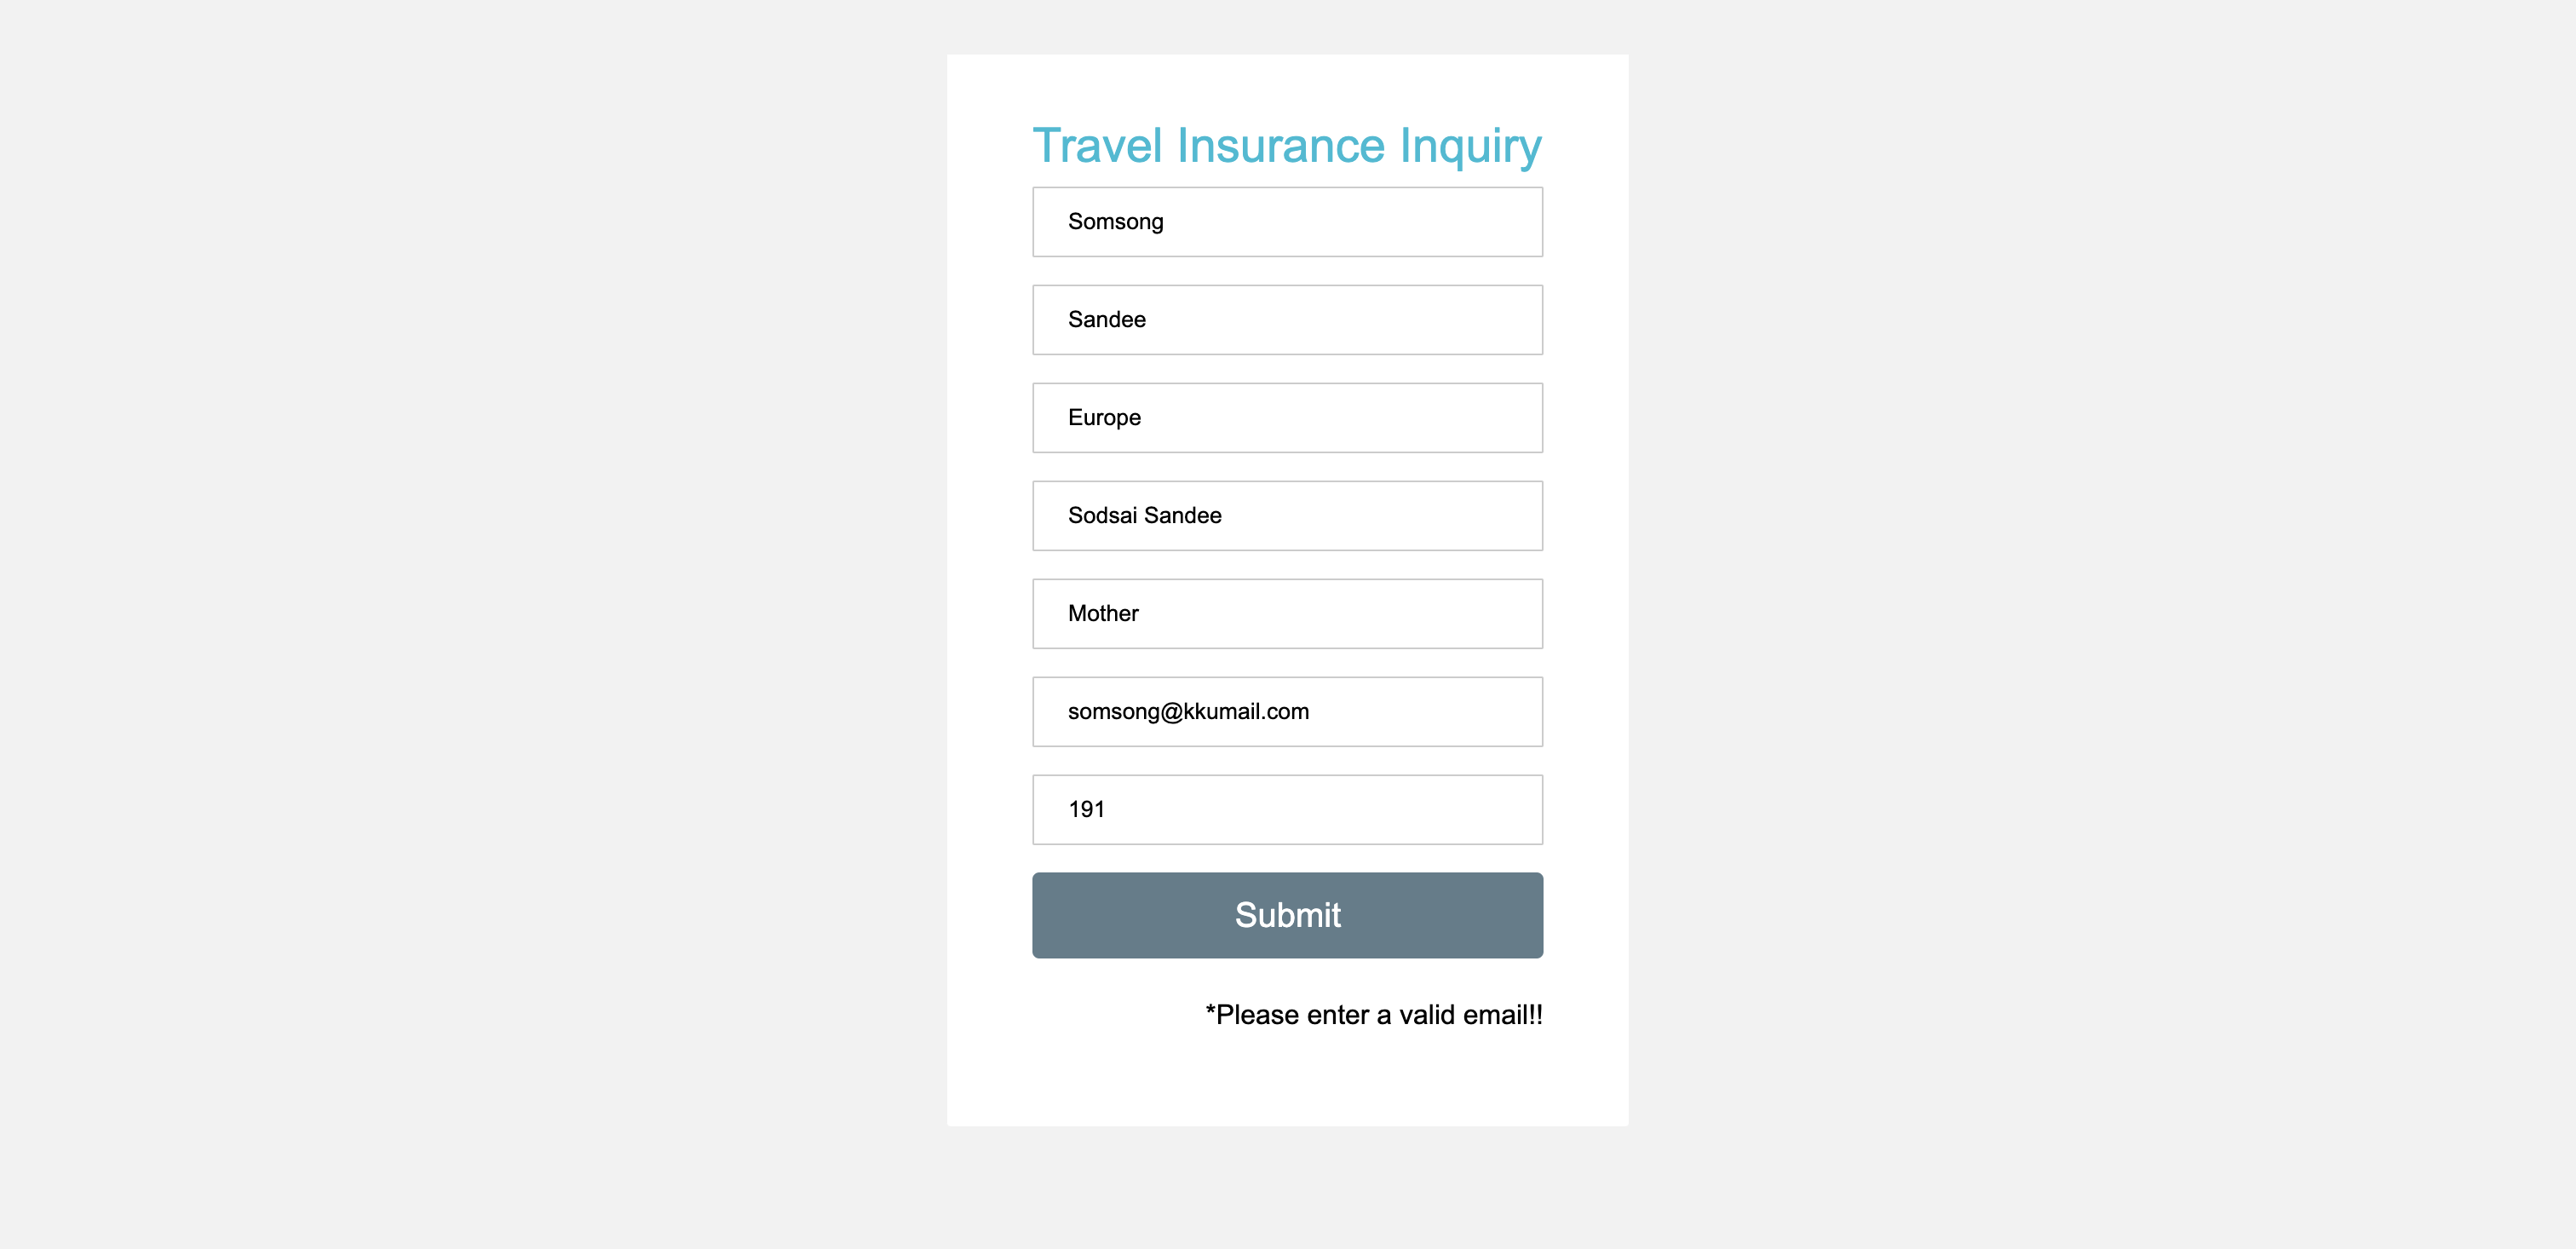 Travel Insurance Inquiry
Somsong
Sandee
Europe
Sodsai Sandee
Mother
somsong@kkumail.com
191
Submit
*Please enter a valid email!!